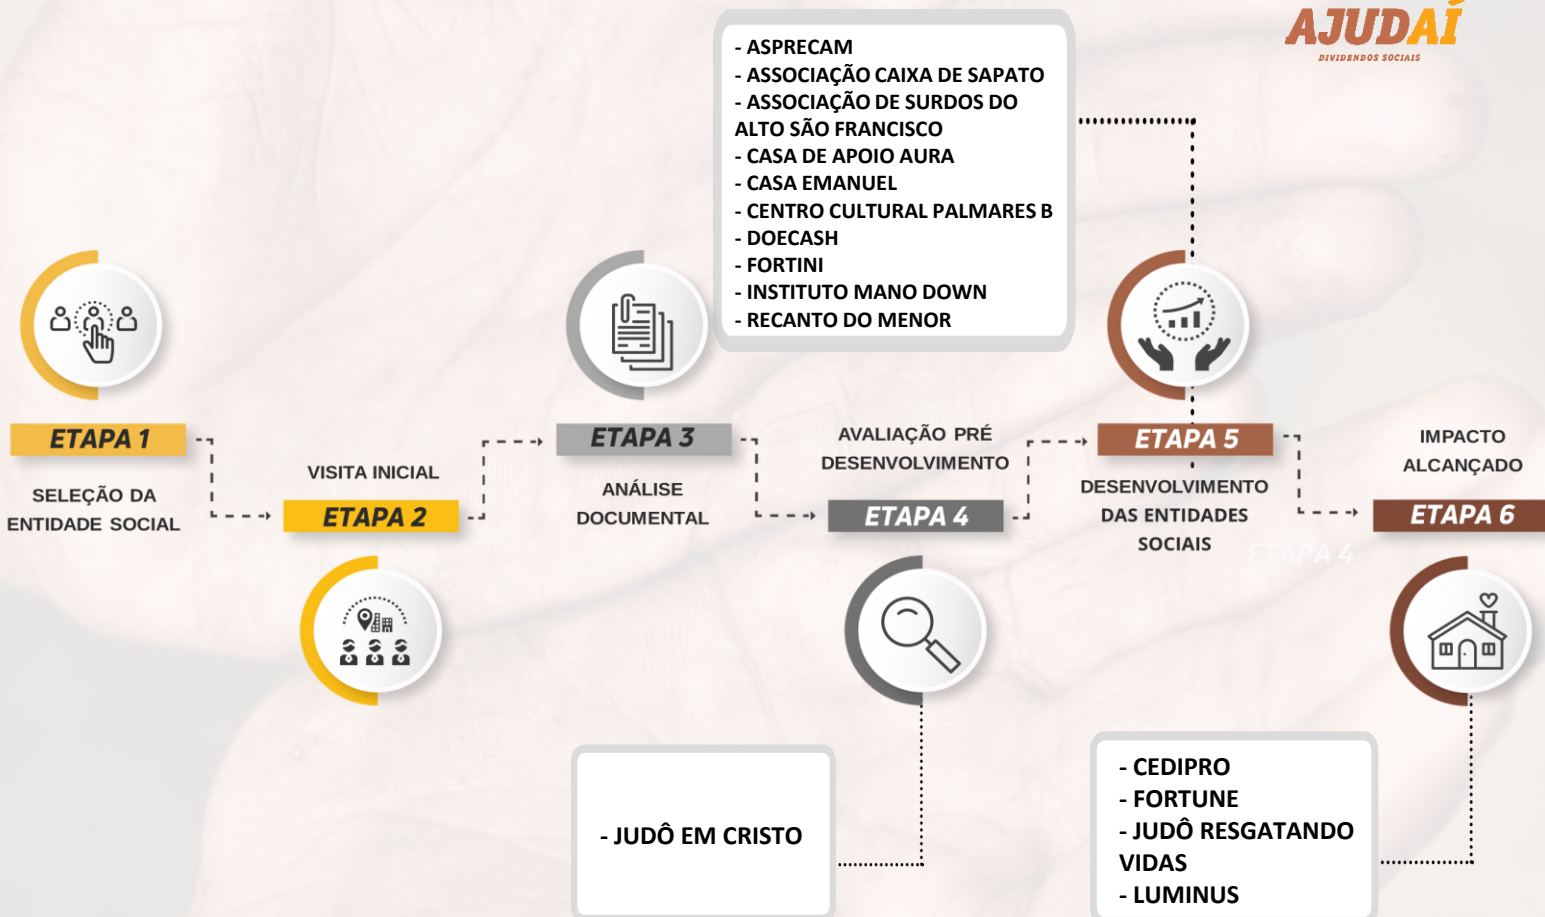 AJUDAÍ
DIVIDENDOS SOCIAIS
- ASPRECAM
- ASSOCIAÇÃO CAIXA DE SAPATO
- ASSOCIAÇÃO DE SURDOS DO
ALTO SÃO FRANCISCO
- CASA DE APOIO AURA
- CASA EMANUEL
- CENTRO CULTURAL PALMARES B
- DOECASH
- FORTINI
- INSTITUTO MANO DOWN
- RECANTO DO MENOR
ETAPA 1
SELEÇÃO DA
ENTIDADE SOCIAL
VISITA INICIAL
ETAPA 2
ETAPA 3
ANÁLISE
DOCUMENTAL
AVALIAÇÃO PRÉ
DESENVOLVIMENTO
ETAPA 4
ETAPA 5
DESENVOLVIMENTO
DAS ENTIDADES
SOCIAIS
ETAPA 4
IMPACTO
ALCANÇADO
ETAPA 6
- JUDÔ EM CRISTO
- CEDIPRO
- FORTUNE
- JUDÔ RESGATANDO
VIDAS
- LUMINUS